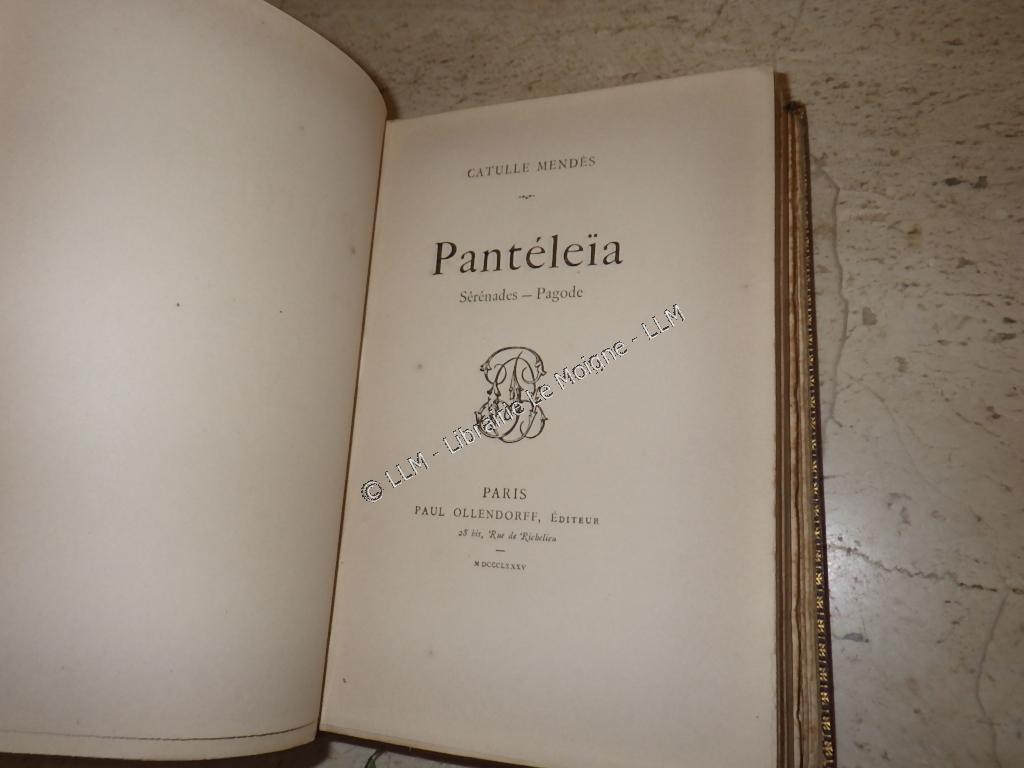 CATULLE MENDÈS
Pantéleïa
Sérénades — Pagode
© LLM - Librairie Le Moigne - LLM
PARIS
PAUL OLLENDORFF, ÉDITEUR
28 bis, Rue de Richelieu
M DCCCLXXXV